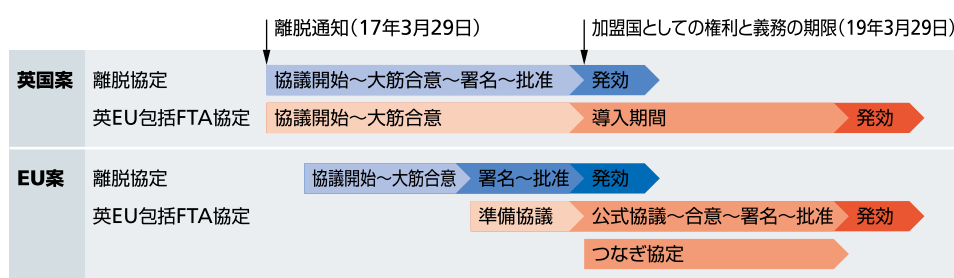 離脱通知（17年3月29日）
加盟国としての権利と義務の期限（19年3月29日）
英国案 離脱協定 協議開始～大筋合意～署名～批准 発効
英EU包括FTA協定 協議開始～大筋合意 導入期間 発効
EU案 離脱協定 協議開始～大筋合意 署名～批准 発効
英EU包括FTA協定 準備協議 公式協議～合意～署名～批准 発効
つなぎ協定